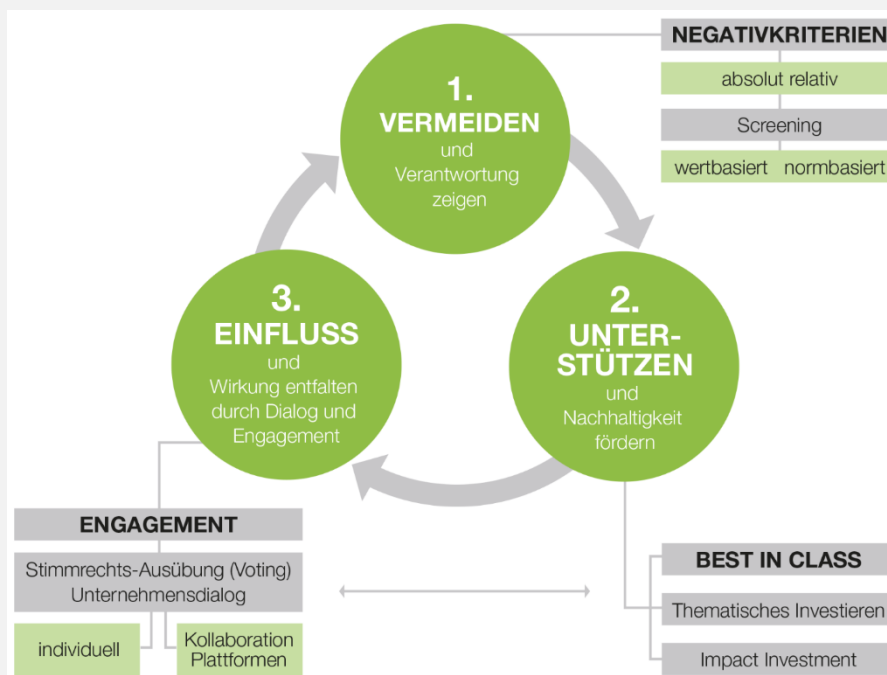 1.
VERMEIDEN
und
Verantwortung
zeigen
NEGATIVKRITERIEN
absolut relativ
Screening
wertbasiert normbasiert
2.
UNTER-
STÜTZEN
und
Nachhaltigkeit
fördern
3.
EINFLUSS
und
Wirkung entfalten
durch Dialog und
Engagement
ENGAGEMENT
Stimmrechts-Ausübung (Voting)
Unternehmensdialog
individuell
Kollaboration
Plattformen
BEST IN CLASS
Thematisches Investieren
Impact Investment